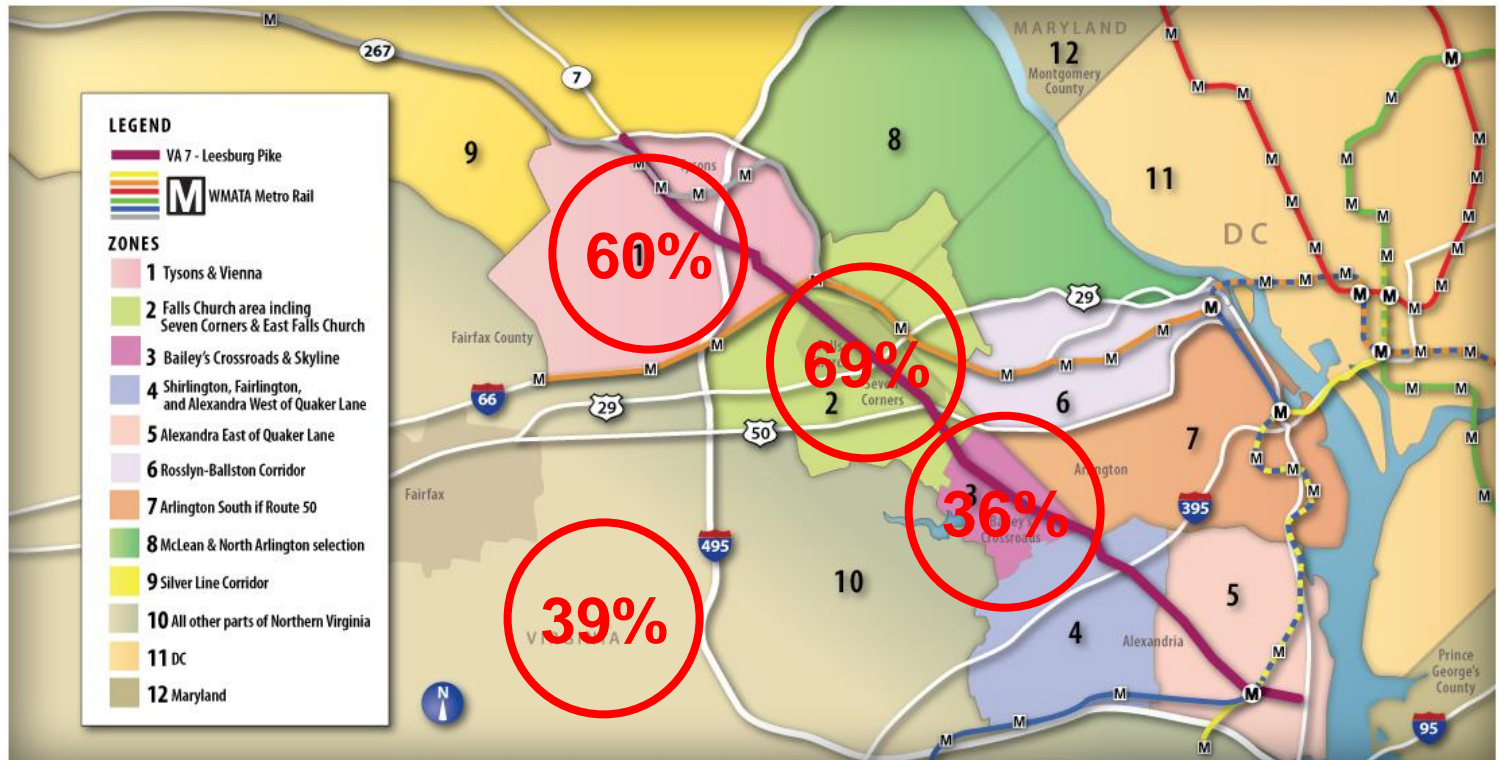 LEGEND
VA 7 - Leesburg Pike
M WMATA Metro Rail
ZONES
1 Tysons & Vienna
2 Falls Church area incling
Seven Corners & East Falls Church
3 Bailey's Crossroads & Skyline
4 Shirlington, Fairlington,
and Alexandra West of Quaker Lane
5 Alexandra East of Quaker Lane
6 Rosslyn-Ballston Corridor
7 Arlington South if Route 50
8 McLean & North Arlington selection
9 Silver Line Corridor
10 All other parts of Northern Virginia
11 DC
12 Maryland
M
267
7
MARYLAND
12
Montgomery
County
9
8
11
DC
Tysons
1
60%
Fairfax County
29
66
29
50
69%
2
Seven
Corners
6
7
Arlington
Fairfax
3
36%
Bailey's
Crossroads
395
495
10
5
39%
VIRGINIA
4
Alexandria
N
Prince
George's
County
95